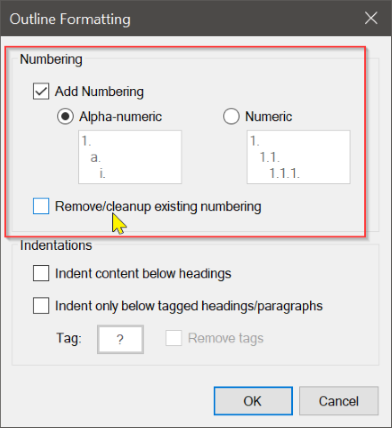 Outline Formatting
Numbering
Add Numbering
Alpha-numeric Numeric
1. 1.
a. 1.1.
i. 1.1.1.
Remove/cleanup existing numbering
Indentations
Indent content below headings
Indent only below tagged headings/paragraphs
Tag: ? Remove tags
OK Cancel